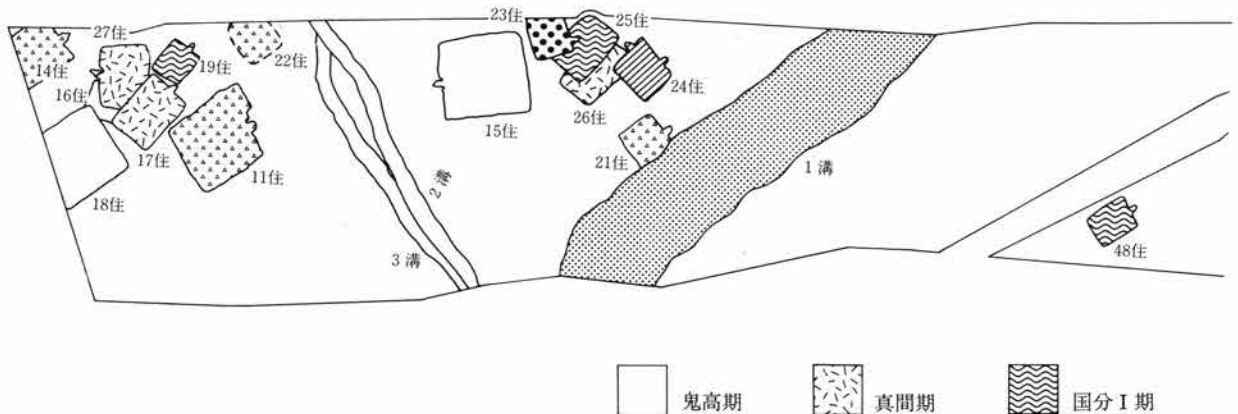 23住
25住
27住
22住
14住
19住
24住
16住
26住
15住
17住
21住
11住
1溝
18住
2溝
3溝
48住
鬼高期
真間期
国分Ⅰ期